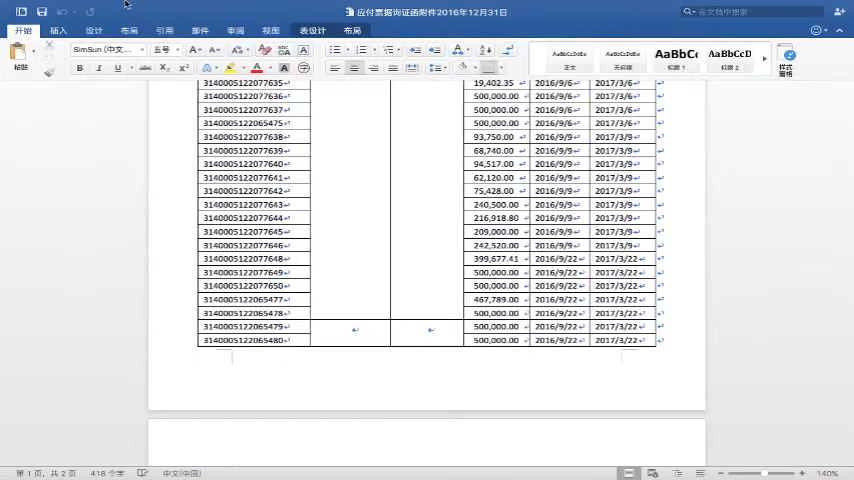 应付票据询证函附件2016年12月31日
在文档中搜索
开始 插入 设计 布局 引用 邮件 审阅 视图 表设计 布局
粘贴 SimSun (中文... 五号 AaBbCcDdEe AaBbCcDdEe AaBbCc AaBbCcD
B I U abc X₂ X² A A 正文 无间隔 标题 1 标题 2 样式窗格
3140005122077635 19,402.35 2016/9/6 2017/3/6
3140005122077636 500,000.00 2016/9/6 2017/3/6
3140005122077637 500,000.00 2016/9/6 2017/3/6
3140005122065475 500,000.00 2016/9/6 2017/3/6
3140005122077638 93,750.00 2016/9/9 2017/3/9
3140005122077639 68,740.00 2016/9/9 2017/3/9
3140005122077640 94,517.00 2016/9/9 2017/3/9
3140005122077641 62,120.00 2016/9/9 2017/3/9
3140005122077642 75,428.00 2016/9/9 2017/3/9
3140005122077643 240,500.00 2016/9/9 2017/3/9
3140005122077644 216,918.80 2016/9/9 2017/3/9
3140005122077645 209,000.00 2016/9/9 2017/3/9
3140005122077646 242,520.00 2016/9/9 2017/3/9
3140005122077648 399,677.41 2016/9/22 2017/3/22
3140005122077649 500,000.00 2016/9/22 2017/3/22
3140005122077650 500,000.00 2016/9/22 2017/3/22
3140005122065477 467,789.00 2016/9/22 2017/3/22
3140005122065478 500,000.00 2016/9/22 2017/3/22
3140005122065479 500,000.00 2016/9/22 2017/3/22
3140005122065480 500,000.00 2016/9/22 2017/3/22
第 1 页，共 2 页 418 个字 中文(中国) 140%